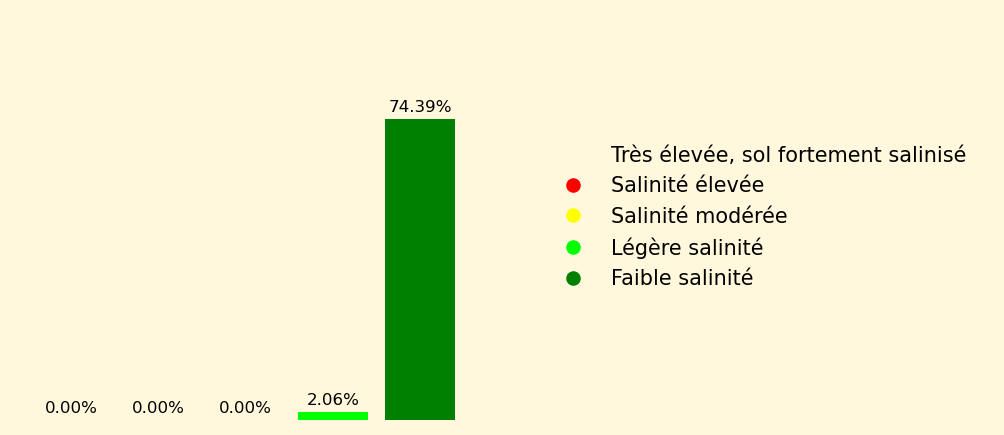 74.39%
Très élevée, sol fortement salinisé
Salinité élevée
Salinité modérée
Légère salinité
Faible salinité
2.06%
0.00% 0.00% 0.00%